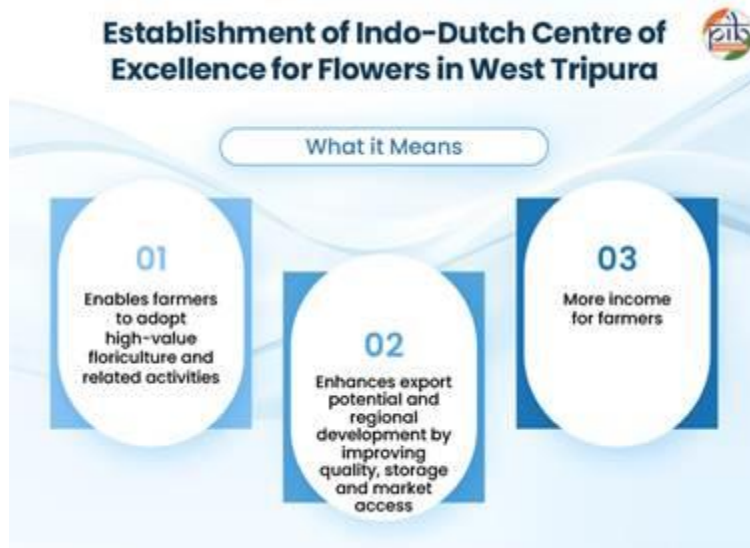 Establishment of Indo-Dutch Centre of
Excellence for Flowers in West Tripura
pib
What it Means
01
Enables farmers
to adopt
high-value
floriculture and
related activities
02
Enhances export
potential and
regional
development by
improving
quality, storage
and market
access
03
More income
for farmers